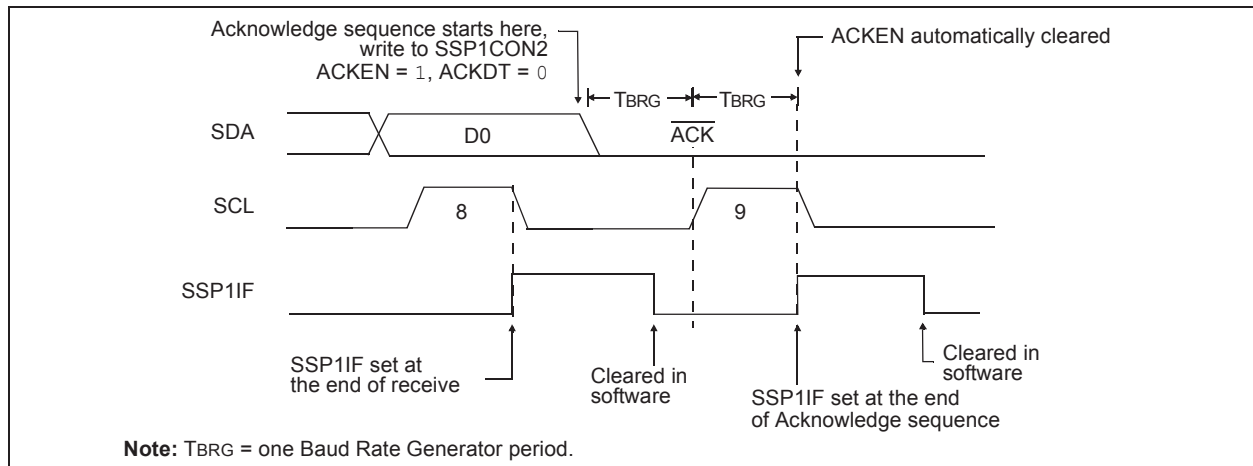 Acknowledge sequence starts here,
write to SSP1CON2
ACKEN = 1, ACKDT = 0
ACKEN automatically cleared
TBRG
TBRG
SDA
D0
ACK
SCL
8
9
SSP1IF
SSP1IF set at
the end of receive
Cleared in
software
SSP1IF set at the end
of Acknowledge sequence
Cleared in
software
Note: TBRG = one Baud Rate Generator period.